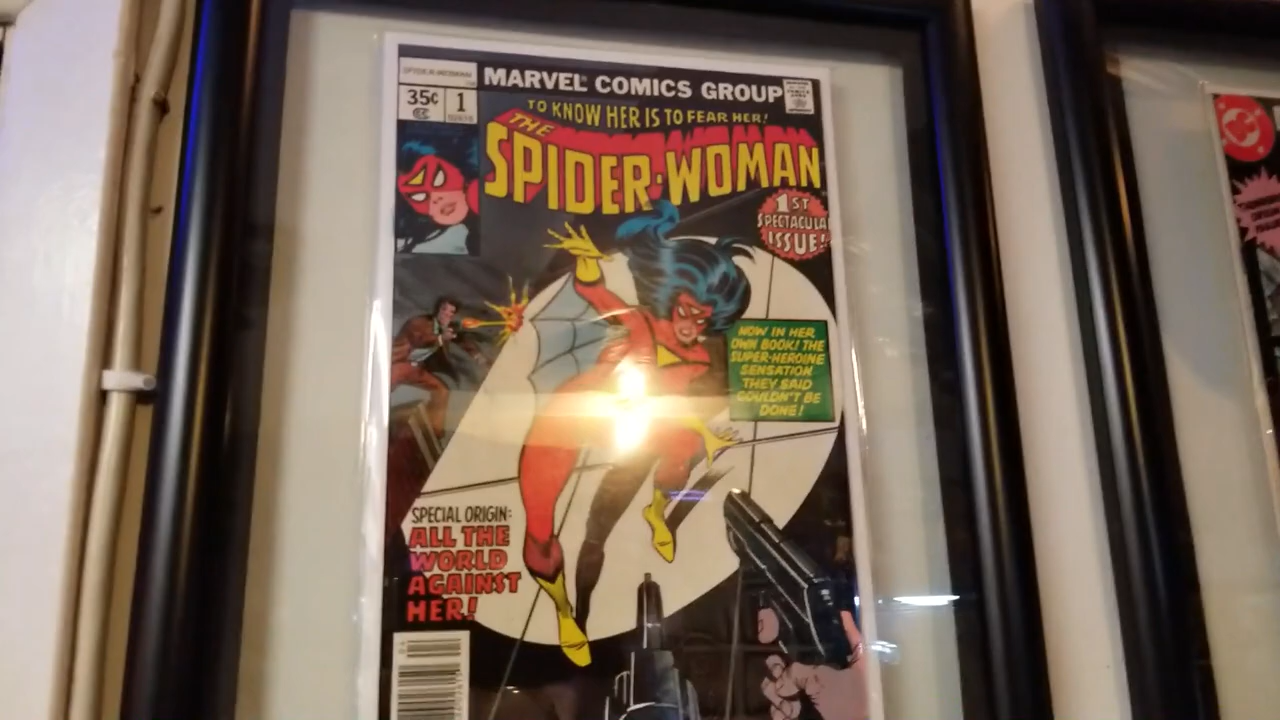 SPIDER-WOMAN
MARVEL COMICS GROUP
35¢ 1
TO KNOW HER IS TO FEAR HER!
THE
SPIDER-WOMAN
1ST
SPECTACULAR
ISSUE!
NOW IN HER
OWN BOOK! THE
SUPER-HEROINE
SENSATION
THEY SAID
COULDN'T BE
DONE!
SPECIAL ORIGIN:
ALL THE
WORLD
AGAINST
HER!